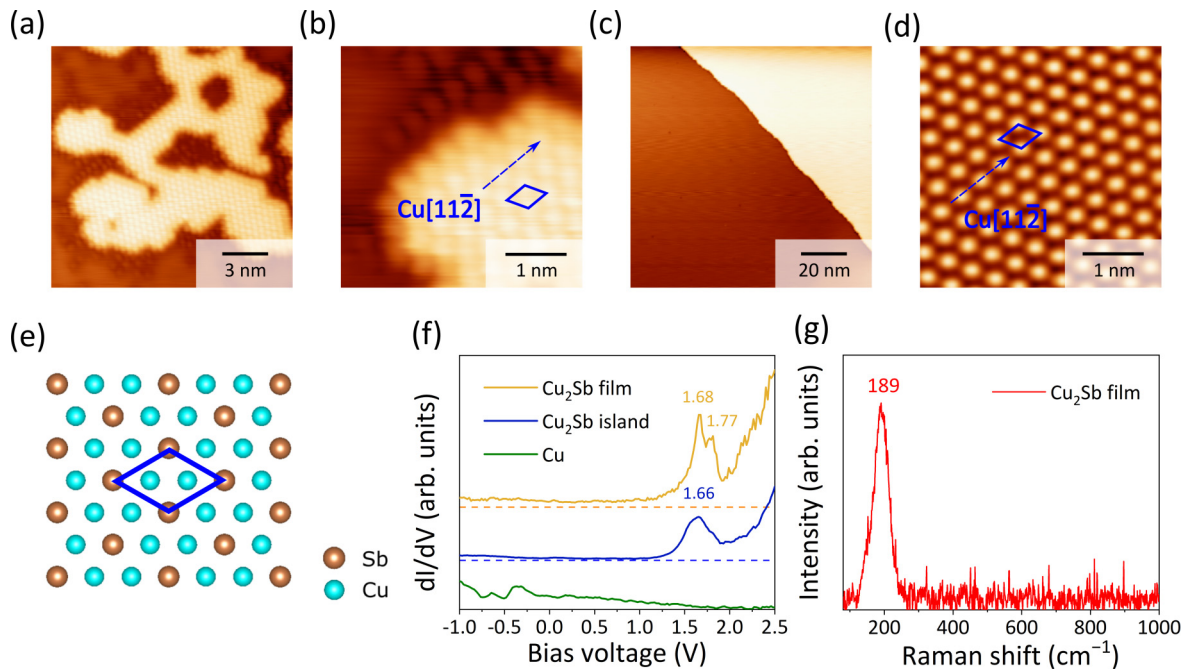 (a)
(b)
(c)
(d)
3 nm
Cu[112̄]
1 nm
20 nm
Cu[112̄]
1 nm
(e)
Sb
Cu
(f)
dI/dV (arb. units)
Cu₂Sb film
Cu₂Sb island
Cu
1.68
1.77
1.66
-1.0 -0.5 0.0 0.5 1.0 1.5 2.0 2.5
Bias voltage (V)
(g)
Intensity (arb. units)
189
Cu₂Sb film
200 400 600 800 1000
Raman shift (cm⁻¹)